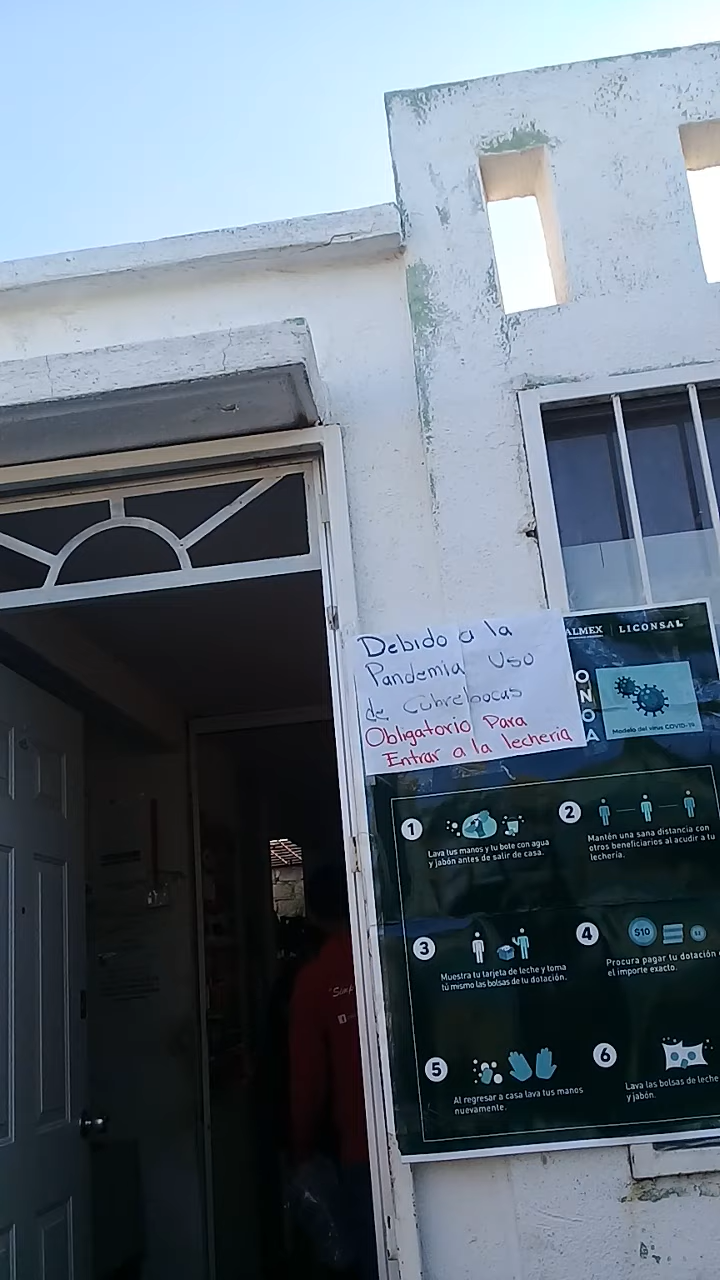 Debido a la
Pandemia Uso
de Cubrebocas
Obligatorio Para
Entrar a la lecheria
ALMEX | LICONSA
O
N
O
A
Modelo del virus COVID-19
1
Lava tus manos y tu bote con agua
y jabón antes de salir de casa.
2
Mantén una sana distancia con
otros beneficiarios al acudir a tu
lechería.
3
Muestra tu tarjeta de leche y toma
tú mismo las bolsas de tu dotación.
4
$10
Procura pagar tu dotación
el importe exacto.
5
Al regresar a casa lava tus manos
nuevamente.
6
Lava las bolsas de leche
y jabón.